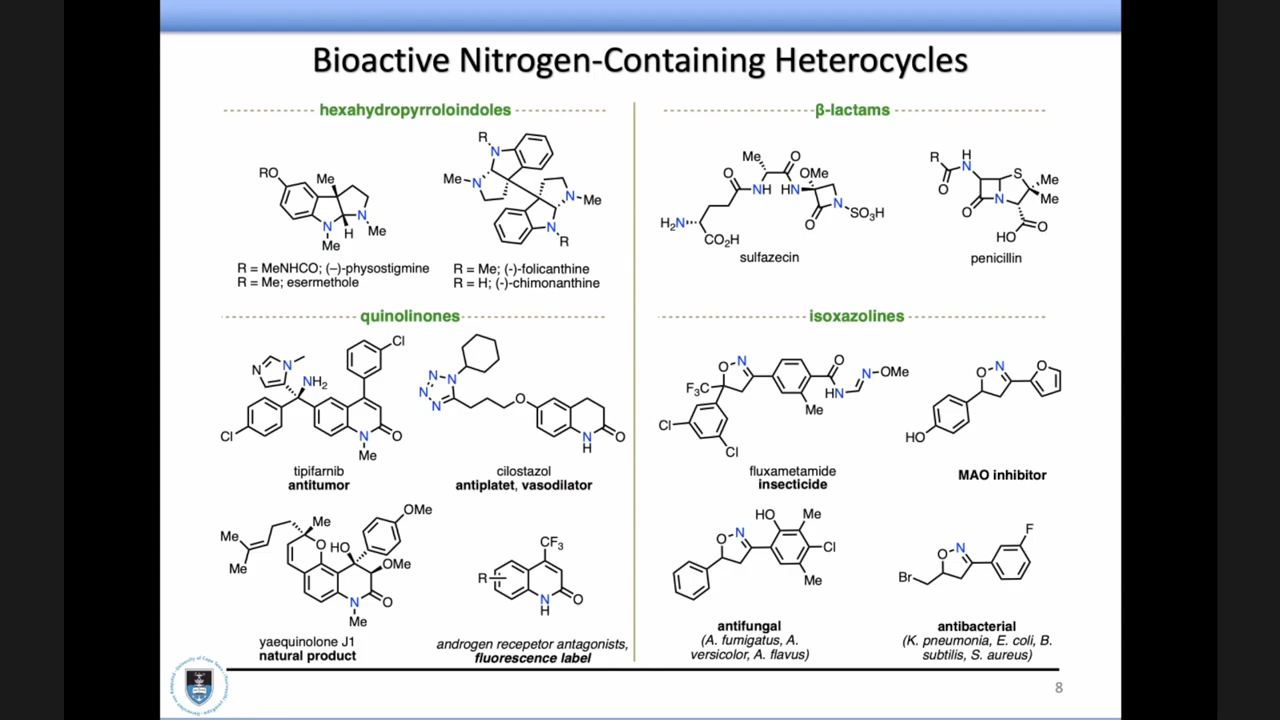 Bioactive Nitrogen-Containing Heterocycles
hexahydropyrroloindoles
RO
Me
N
Me
H
N
Me
R = MeNHCO; (–)-physostigmine
R = Me; esermethole
R
N
Me
N
N
Me
N
R
R = Me; (-)-folicanthine
R = H; (-)-chimonanthine
β-lactams
Me
O
O
NH
HN
OMe
N
SO3H
O
H2N
CO2H
sulfazecin
R
H
N
O
S
Me
Me
N
O
O
HO
penicillin
quinolinones
N
N
NH2
Cl
Cl
N
O
Me
tipifarnib
antitumor
N
N
N
N
O
N
H
O
cilostazol
antiplatet, vasodilator
Me
Me
Me
O
HO
OMe
OMe
N
O
Me
yaequinolone J1
natural product
CF3
R
N
H
O
androgen recepetor antagonists,
fluorescence label
isoxazolines
O
N
F3C
Cl
Cl
Me
O
HN
N
OMe
fluxametamide
insecticide
O
N
O
HO
MAO inhibitor
O
N
HO
Me
Cl
Me
antifungal
(A. fumigatus, A.
versicolor, A. flavus)
Br
O
N
F
antibacterial
(K. pneumonia, E. coli, B.
subtilis, S. aureus)
8